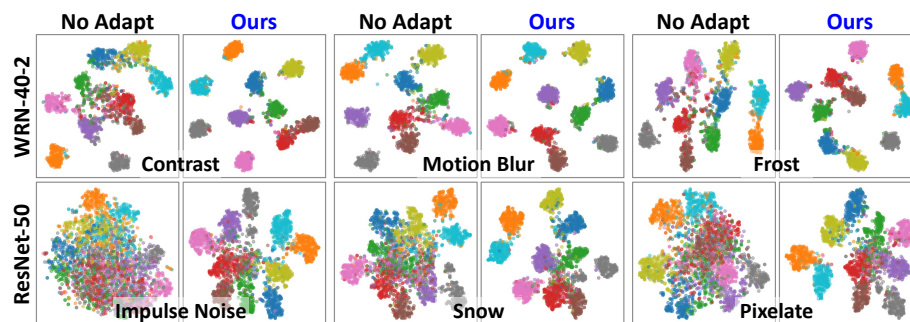 No Adapt Ours No Adapt Ours No Adapt Ours
WRN-40-2
Contrast Motion Blur Frost
ResNet-50
Impulse Noise Snow Pixelate